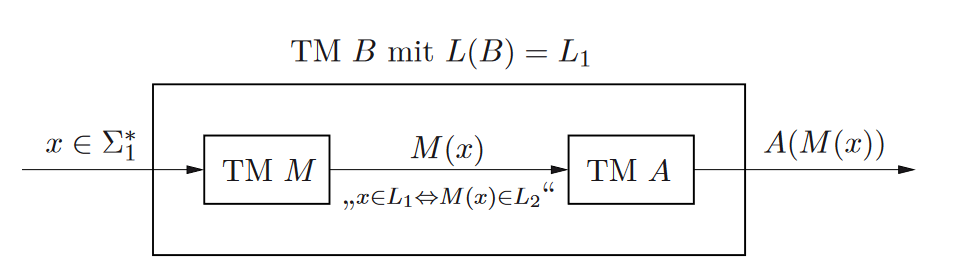 TM B mit L(B) = L₁
x ∈ Σ₁*
M(x)
A(M(x))
TM M
TM A
„x∈L₁⇔M(x)∈L₂“